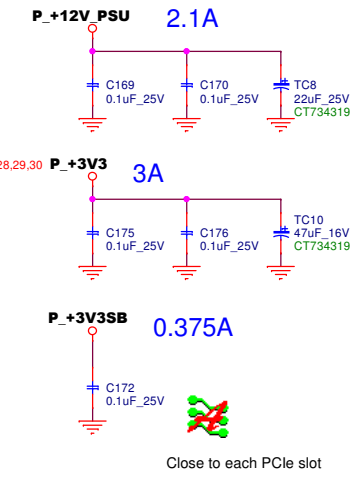 P_+12V_PSU 2.1A
C169 C170 TC8
0.1uF_25V 0.1uF_25V 22uF_25V
CT734319
28,29,30 P_+3V3 3A
C175 C176 TC10
0.1uF_25V 0.1uF_25V 47uF_16V
CT734319
P_+3V3SB 0.375A
C172
0.1uF_25V
Close to each PCIe slot